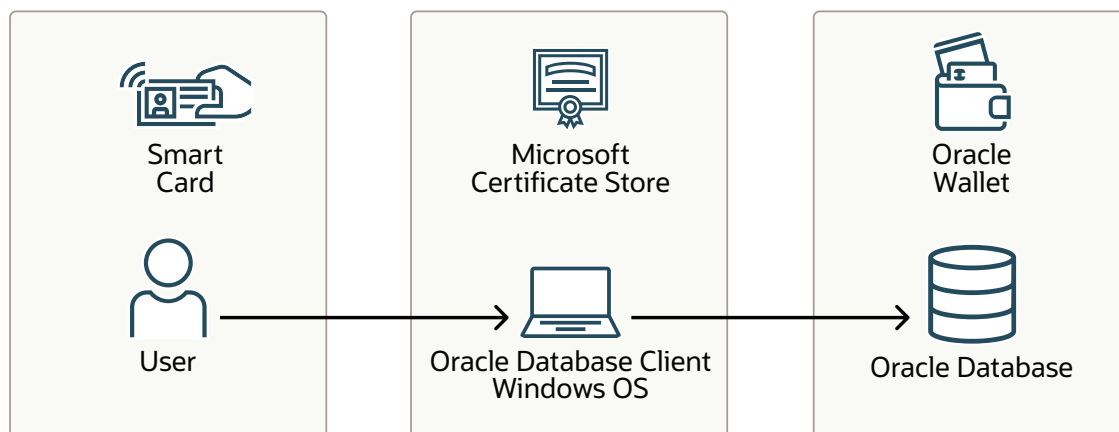 Smart
Card
Microsoft
Certificate Store
Oracle
Wallet
User
Oracle Database Client
Windows OS
Oracle Database